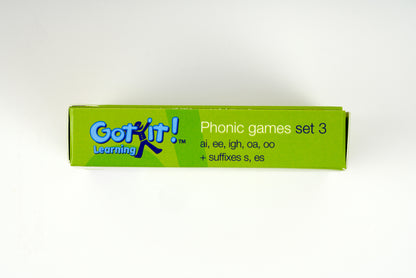 Got it!™
Learning
Phonic games set 3
ai, ee, igh, oa, oo
+ suffixes s, es